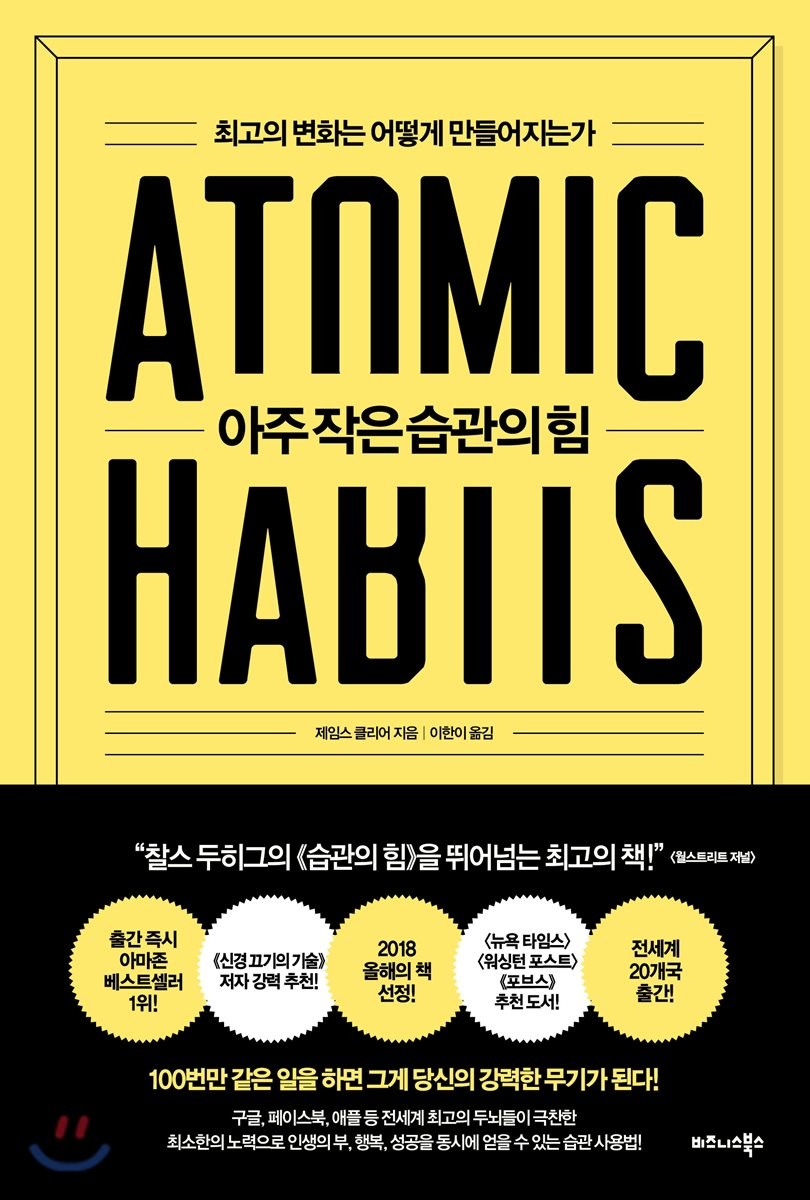 최고의 변화는 어떻게 만들어지는가
ATOMIC
아주 작은 습관의 힘
HABITS
제임스 클리어 지음 | 이한이 옮김
“찰스 두히그의 《습관의 힘》을 뛰어넘는 최고의 책!” 〈월스트리트 저널〉
출간 즉시
아마존
베스트셀러
1위!
《신경 끄기의 기술》
저자 강력 추천!
2018
올해의 책
선정!
〈뉴욕 타임스〉
〈워싱턴 포스트〉
《포브스》
추천 도서!
전세계
20개국
출간!
100번만 같은 일을 하면 그게 당신의 강력한 무기가 된다!
구글, 페이스북, 애플 등 전세계 최고의 두뇌들이 극찬한
최소한의 노력으로 인생의 부, 행복, 성공을 동시에 얻을 수 있는 습관 사용법!
비즈니스북스